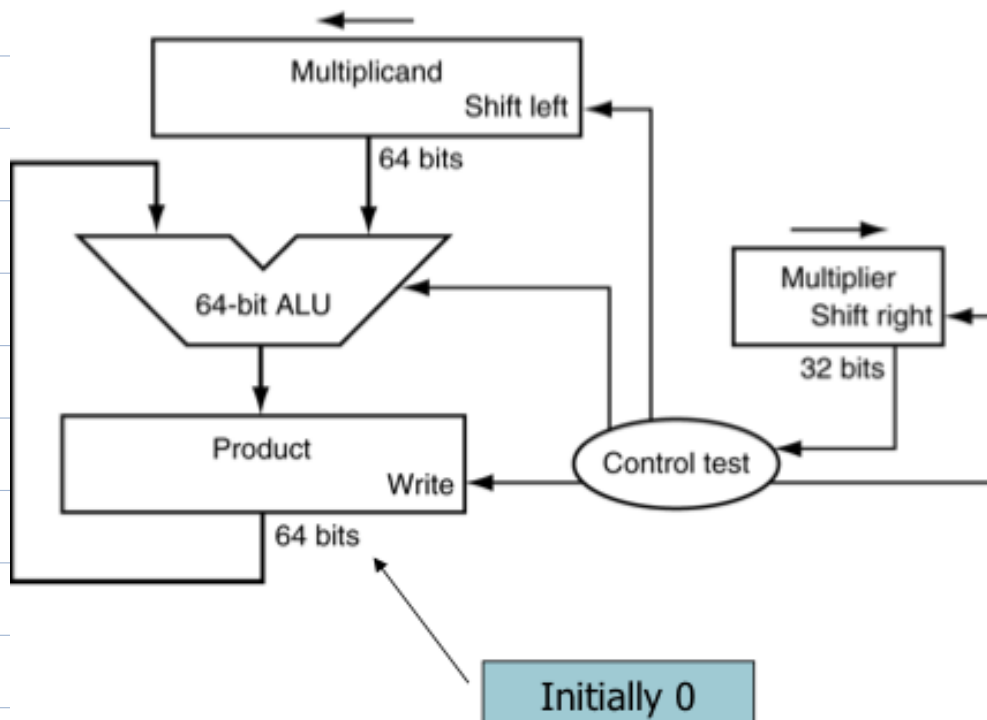 Multiplicand
Shift left
64 bits
64-bit ALU
Multiplier
Shift right
32 bits
Product
Write
Control test
64 bits
Initially 0